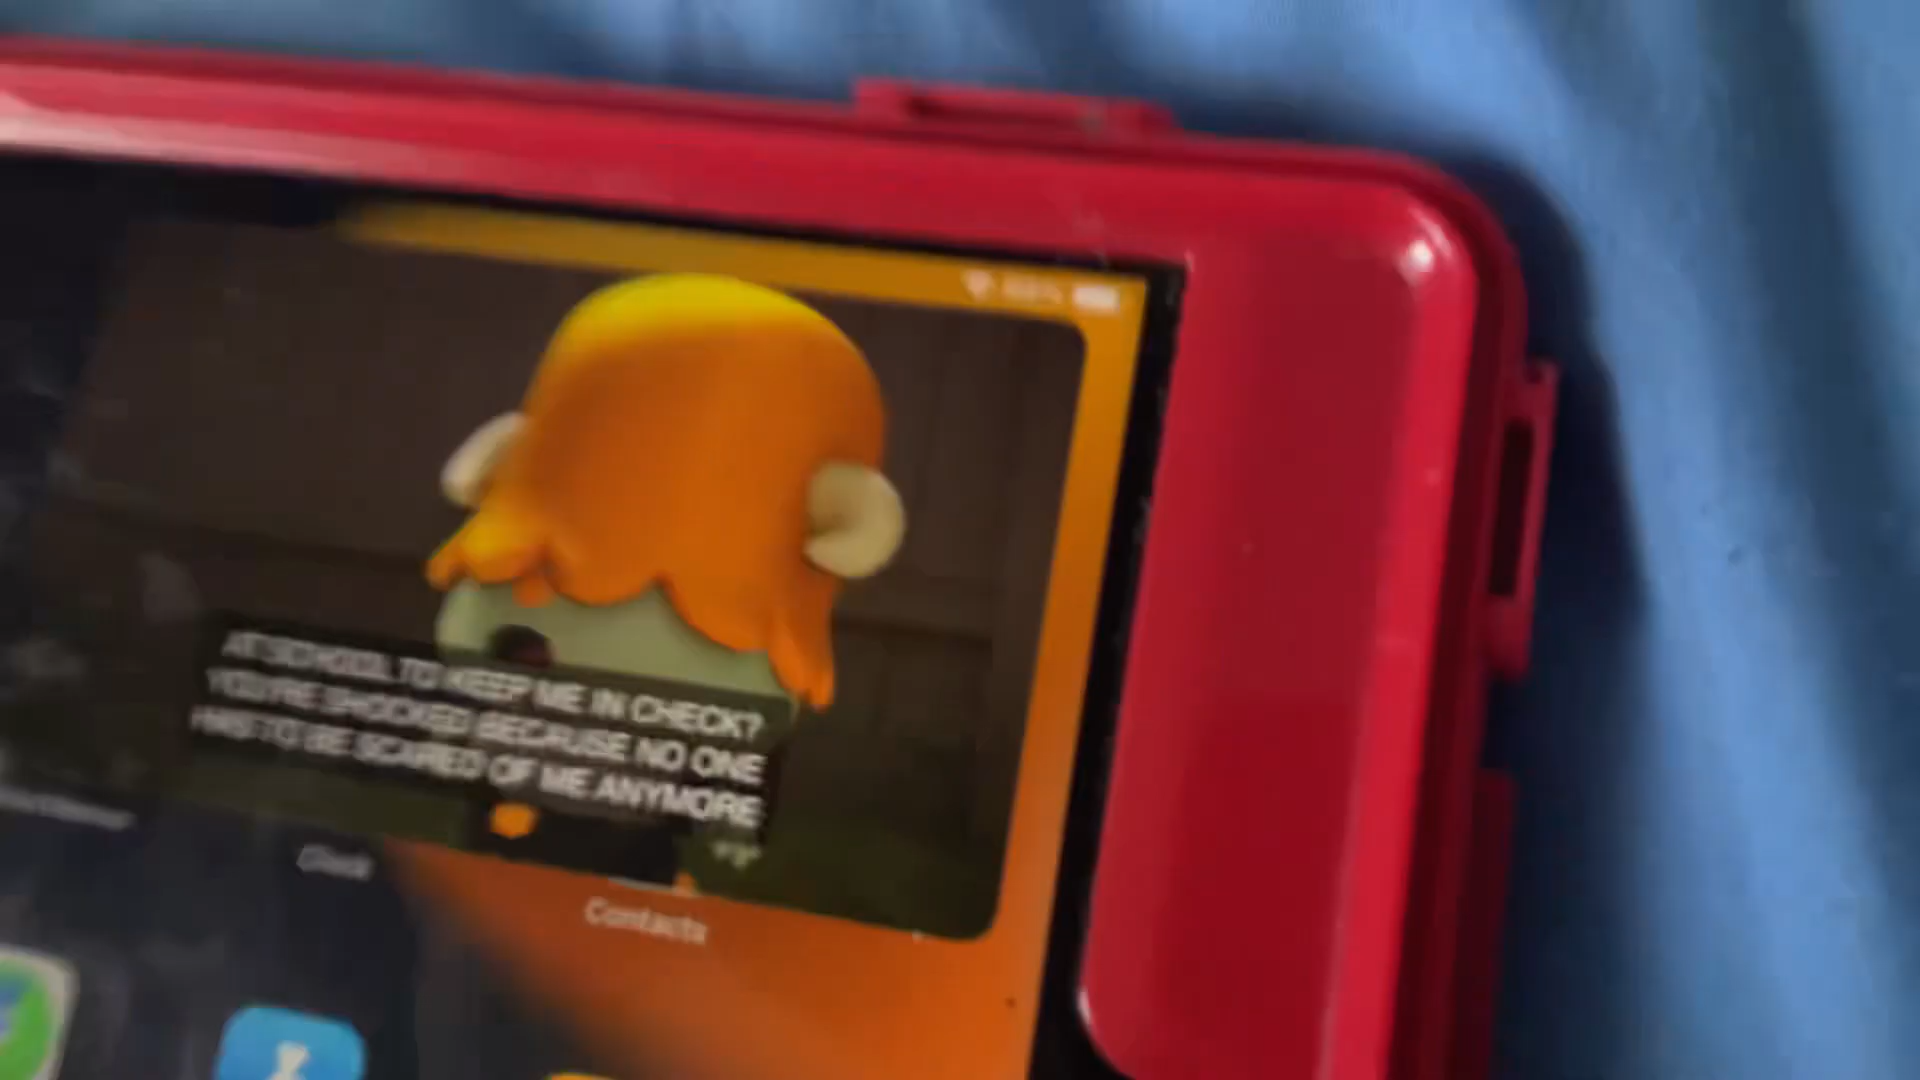 AT SCHOOL TO KEEP ME IN CHECK?
YOU'RE SHOCKED BECAUSE NO ONE
HAS TO BE SCARED OF ME ANYMORE
Clock
Contacts